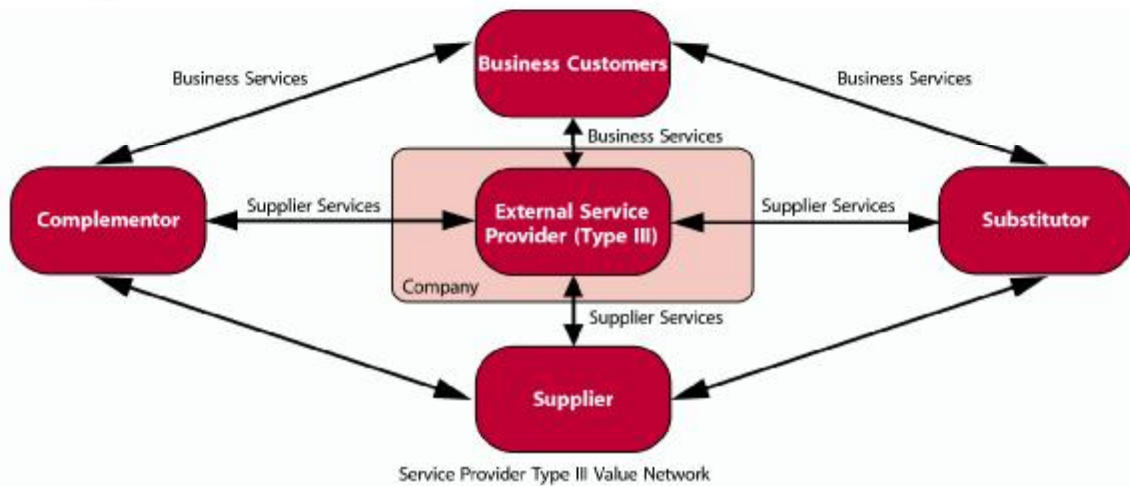 Business Customers
Business Services
Business Services
Business Services
Complementor
Supplier Services
External Service
Provider (Type III)
Supplier Services
Substitutor
Company
Supplier Services
Supplier
Service Provider Type III Value Network